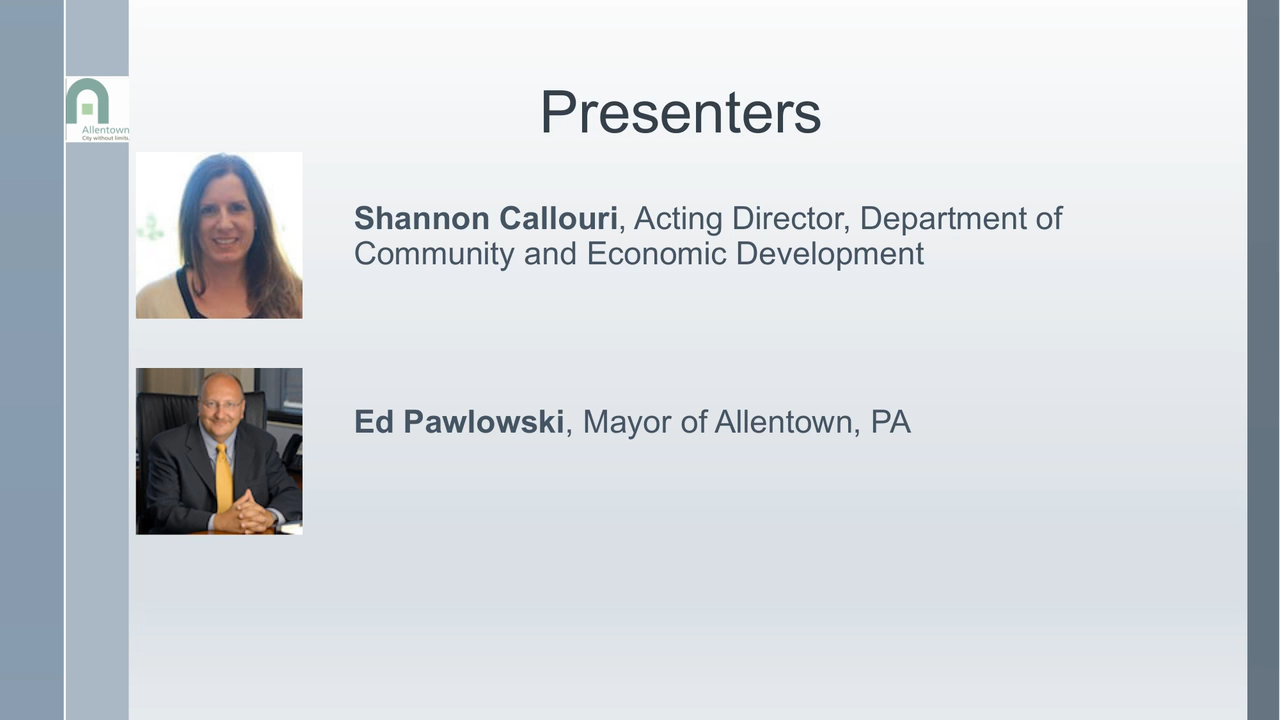 Presenters
Allentown
City without limits.
Shannon Callouri, Acting Director, Department of
Community and Economic Development
Ed Pawlowski, Mayor of Allentown, PA